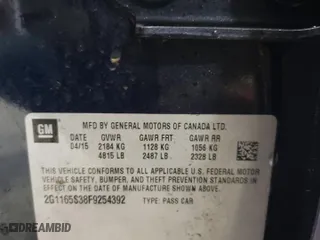 GM
MFD BY GENERAL MOTORS OF CANADA LTD.
DATE GVWR GAWR FRT GAWR RR
04/15 2184 KG 1128 KG 1056 KG
4815 LB 2487 LB 2328 LB
THIS VEHICLE CONFORMS TO ALL APPLICABLE U.S. FEDERAL MOTOR
VEHICLE SAFETY, BUMPER, AND THEFT PREVENTION STANDARDS IN
EFFECT ON THE DATE OF MANUFACTURE SHOWN ABOVE.
2G1165S38F9254392 TYPE: PASS CAR
©DREAMBID